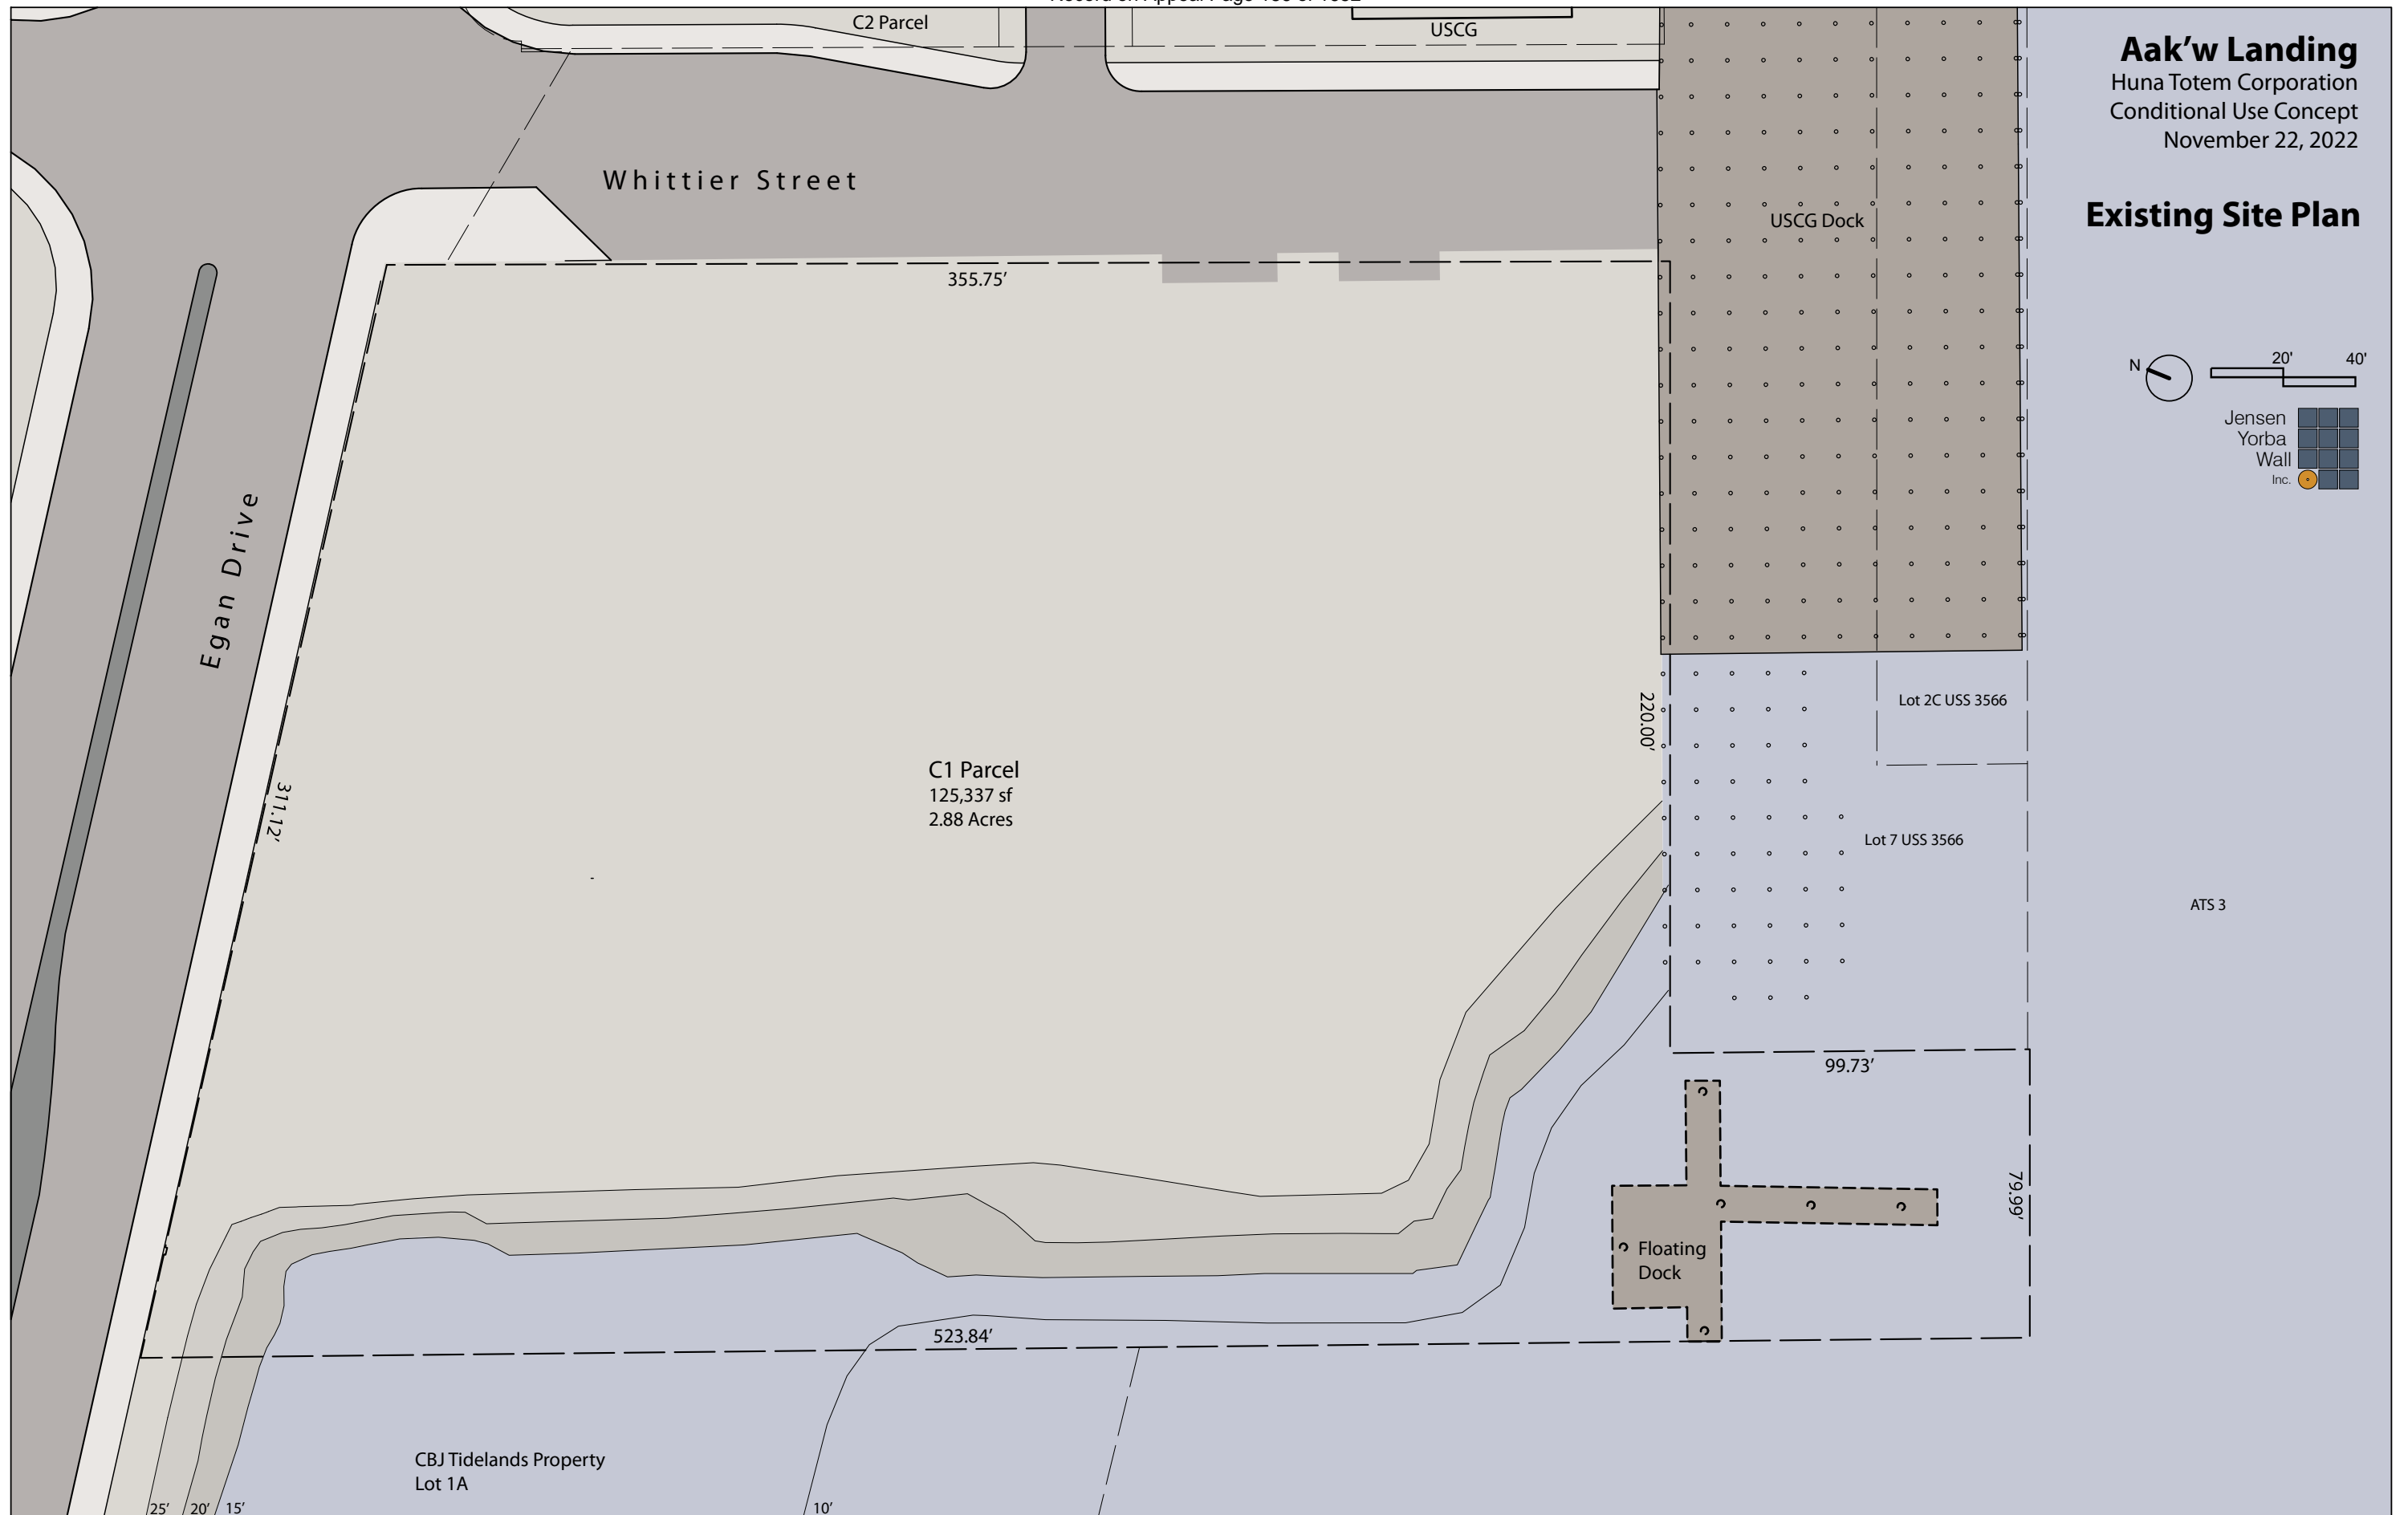 C2 Parcel
USCG
Aak’w Landing
Huna Totem Corporation
Conditional Use Concept
November 22, 2022
Whittier Street
USCG Dock
Existing Site Plan
355.75’
N
20'
40'
Jensen
Yorba
Wall
Inc.
Egan Drive
220.00’
Lot 2C USS 3566
C1 Parcel
125,337 sf
2.88 Acres
311.12’
Lot 7 USS 3566
ATS 3
99.73’
79.99’
Floating
Dock
523.84’
CBJ Tidelands Property
Lot 1A
25’
20’
15’
10’